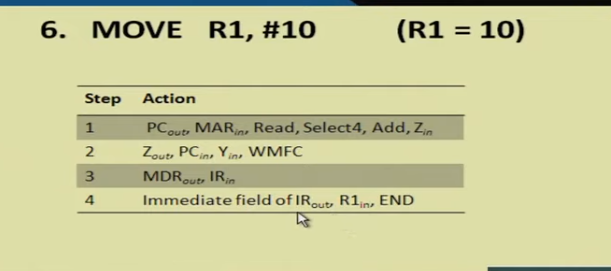 6. MOVE R1, #10 (R1 = 10)
Step Action
1 PCout, MARin, Read, Select4, Add, Zin
2 Zout, PCin, Yin, WMFC
3 MDRout, IRin
4 Immediate field of IRout, R1in, END